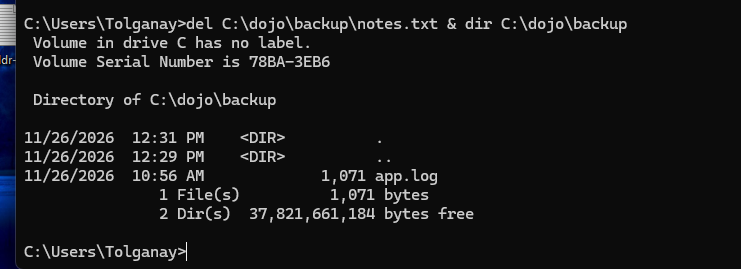 C:\Users\Tolganay>del C:\dojo\backup\notes.txt & dir C:\dojo\backup
 Volume in drive C has no label.
 Volume Serial Number is 78BA-3EB6

 Directory of C:\dojo\backup

11/26/2026  12:31 PM    <DIR>          .
11/26/2026  12:29 PM    <DIR>          ..
11/26/2026  10:56 AM             1,071 app.log
               1 File(s)          1,071 bytes
               2 Dir(s)  37,821,661,184 bytes free

C:\Users\Tolganay>
ddr-